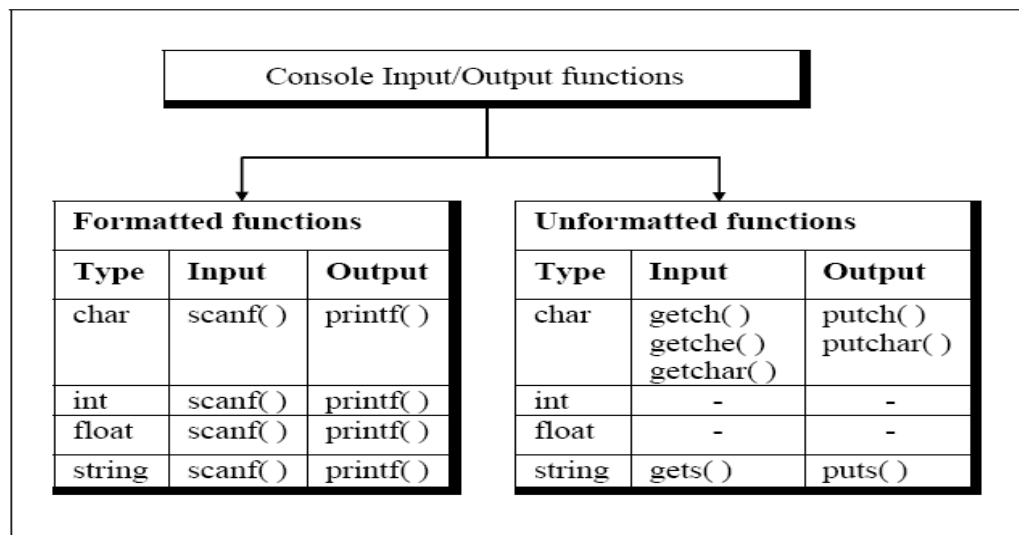 Console Input/Output functions
Formatted functions
Type Input Output
char scanf( ) printf( )
int scanf( ) printf( )
float scanf( ) printf( )
string scanf( ) printf( )
Unformatted functions
Type Input Output
char getch( ) putch( )
getche( ) putchar( )
getchar( )
int - -
float - -
string gets( ) puts( )